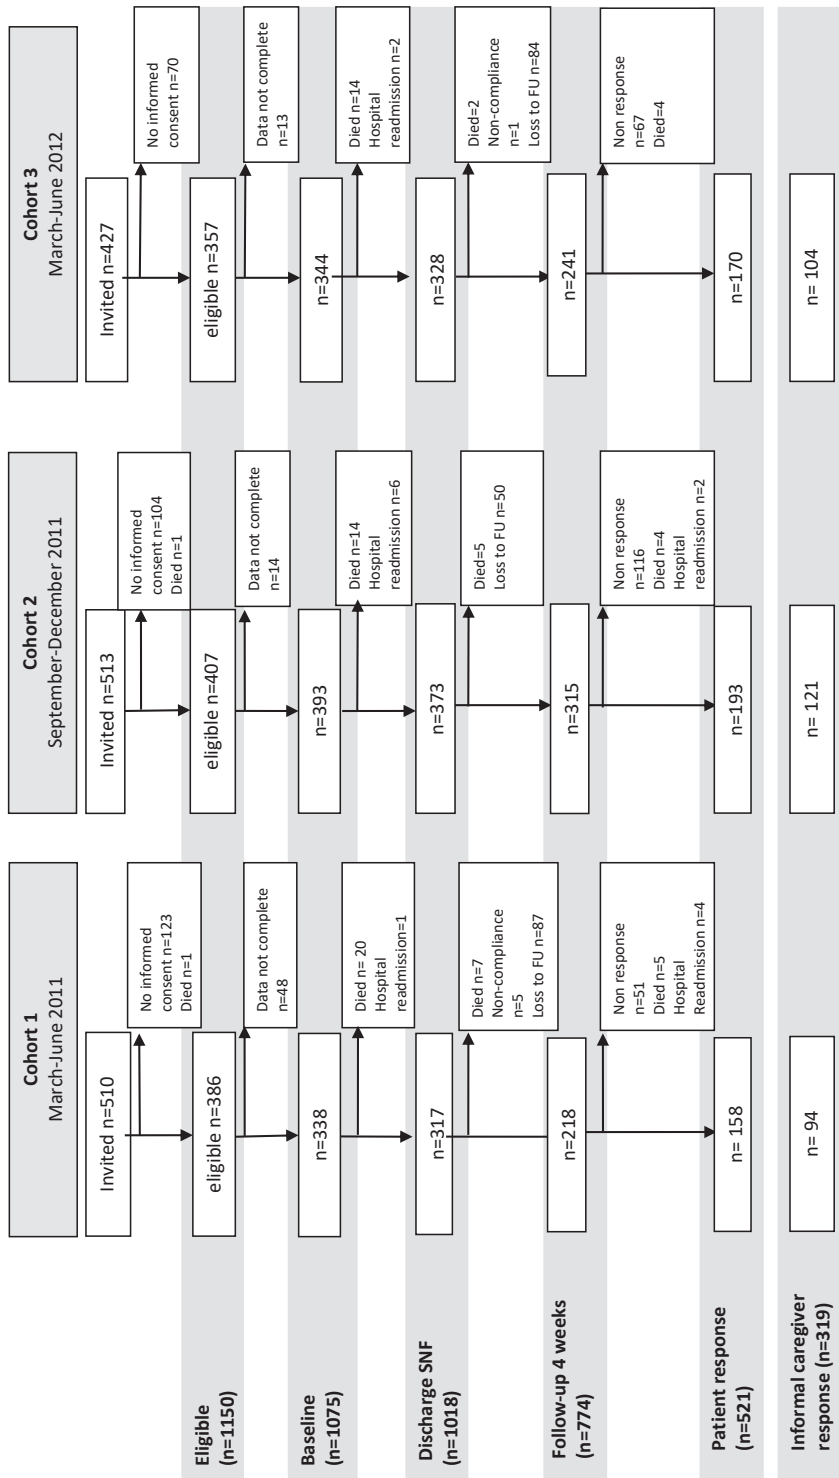 Cohort 1
March-June 2011
Cohort 2
September-December 2011
Cohort 3
March-June 2012
Invited n=510
Invited n=513
Invited n=427
No informed
consent n=123
Died n=1
No informed
consent n=104
Died n=1
No informed
consent n=70
Eligible
(n=1150)
eligible n=386
eligible n=407
eligible n=357
Data not complete
n=48
Data not complete
n=14
Data not complete
n=13
Baseline
(n=1075)
n=338
n=393
n=344
Died n= 20
Hospital
readmission=1
Died n=14
Hospital
readmission n=6
Died n=14
Hospital
readmission n=2
Discharge SNF
(n=1018)
n=317
n=373
n=328
Died n=7
Non-compliance
n=5
Loss to FU n=87
Died=5
Loss to FU n=50
Died=2
Non-compliance
n=1
Loss to FU n=84
Follow-up 4 weeks
(n=774)
n=218
n=315
n=241
Non response
n=51
Died n=5
Hospital
Readmission n=4
Non response
n=116
Died n=4
Hospital
readmission n=2
Non response
n=67
Died=4
Patient response
(n=521)
n= 158
n=193
n=170
Informal caregiver
response (n=319)
n= 94
n= 121
n= 104